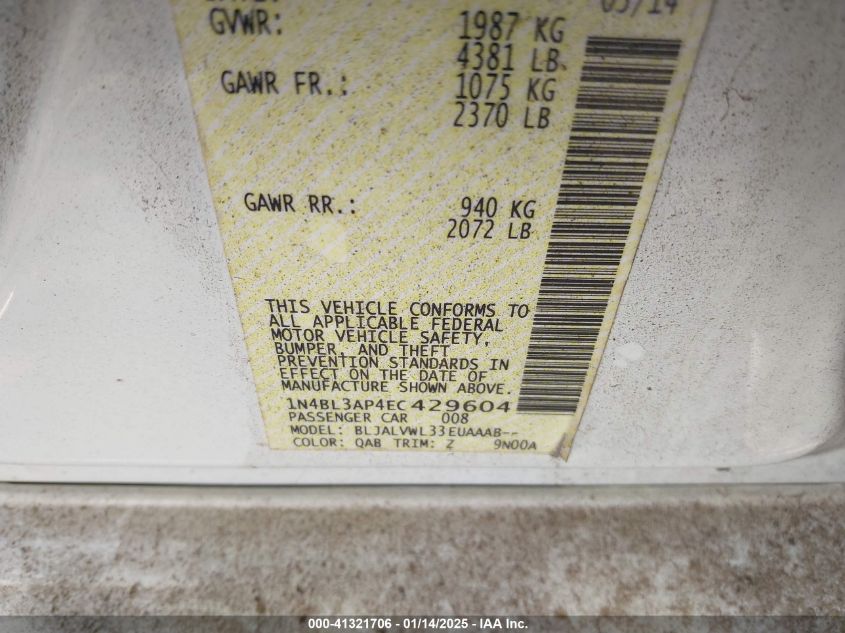 GVWR: 1987 KG
4381 LB
GAWR FR.: 1075 KG
2370 LB
GAWR RR.: 940 KG
2072 LB
THIS VEHICLE CONFORMS TO
ALL APPLICABLE FEDERAL
MOTOR VEHICLE SAFETY,
BUMPER, AND THEFT
PREVENTION STANDARDS IN
EFFECT ON THE DATE OF
MANUFACTURE SHOWN ABOVE.
1N4BL3AP4EC429604
PASSENGER CAR 008
MODEL: BLJALVWL33EUAAAB--
COLOR: QAB TRIM: Z 9N00A
000-41321706 - 01/14/2025 - IAA Inc.